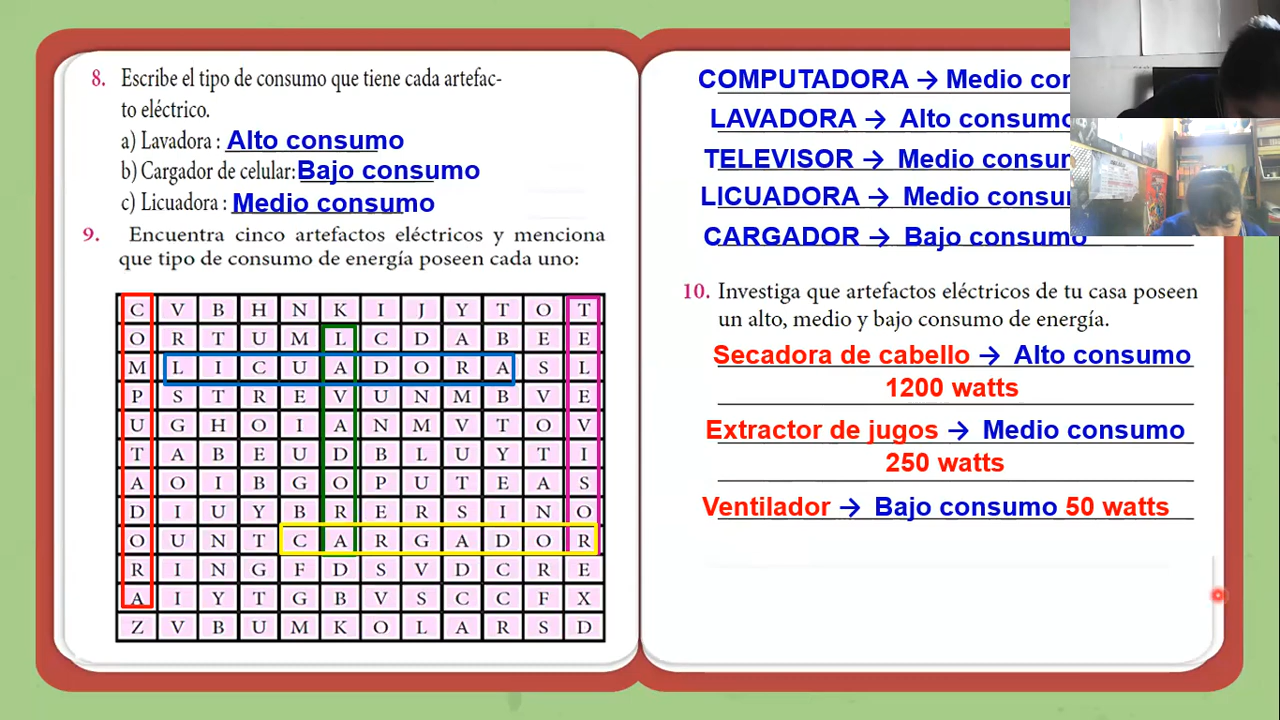 8. Escribe el tipo de consumo que tiene cada artefac-
to eléctrico.
a) Lavadora : Alto consumo
b) Cargador de celular: Bajo consumo
c) Licuadora : Medio consumo
9. Encuentra cinco artefactos eléctricos y menciona
que tipo de consumo de energía poseen cada uno:
C V B H N K I J Y T O T
O R T U M L C D A B E E
M L I C U A D O R A S L
P S T R E V U N M B V E
U G H O I A N M V T O V
T A B E U D B L U Y T I
A O I B G O P U T E A S
D I U Y B R E R S I N O
O U N T C A R G A D O R
R I N G F D S V D C R E
A I Y T G B V S C C F X
Z V B U M K O L A R S D
COMPUTADORA → Medio con
LAVADORA → Alto consumo
TELEVISOR → Medio consum
LICUADORA → Medio consu
CARGADOR → Bajo consumo
10. Investiga que artefactos eléctricos de tu casa poseen
un alto, medio y bajo consumo de energía.
Secadora de cabello → Alto consumo
1200 watts
Extractor de jugos → Medio consumo
250 watts
Ventilador → Bajo consumo 50 watts